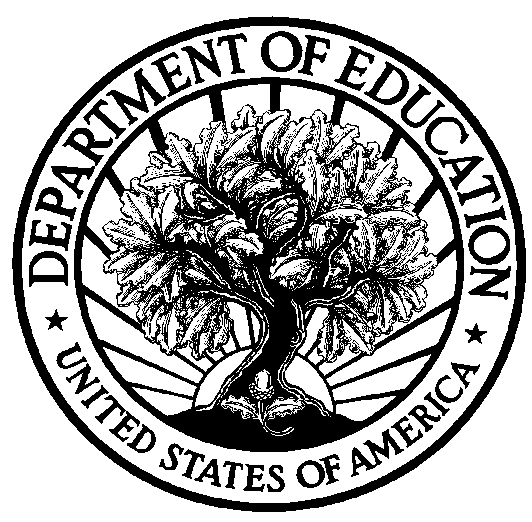 DEPARTMENT OF EDUCATION
UNITED STATES OF AMERICA